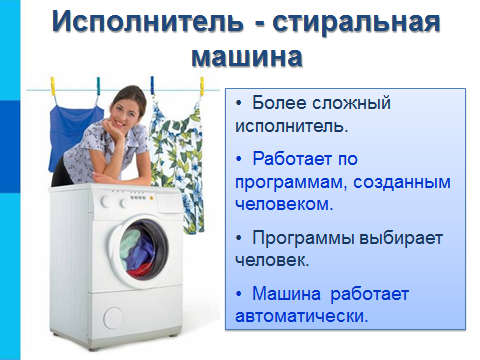 Исполнитель - стиральная
машина
• Более сложный
исполнитель.
• Работает по
программам, созданным
человеком.
• Программы выбирает
человек.
• Машина работает
автоматически.